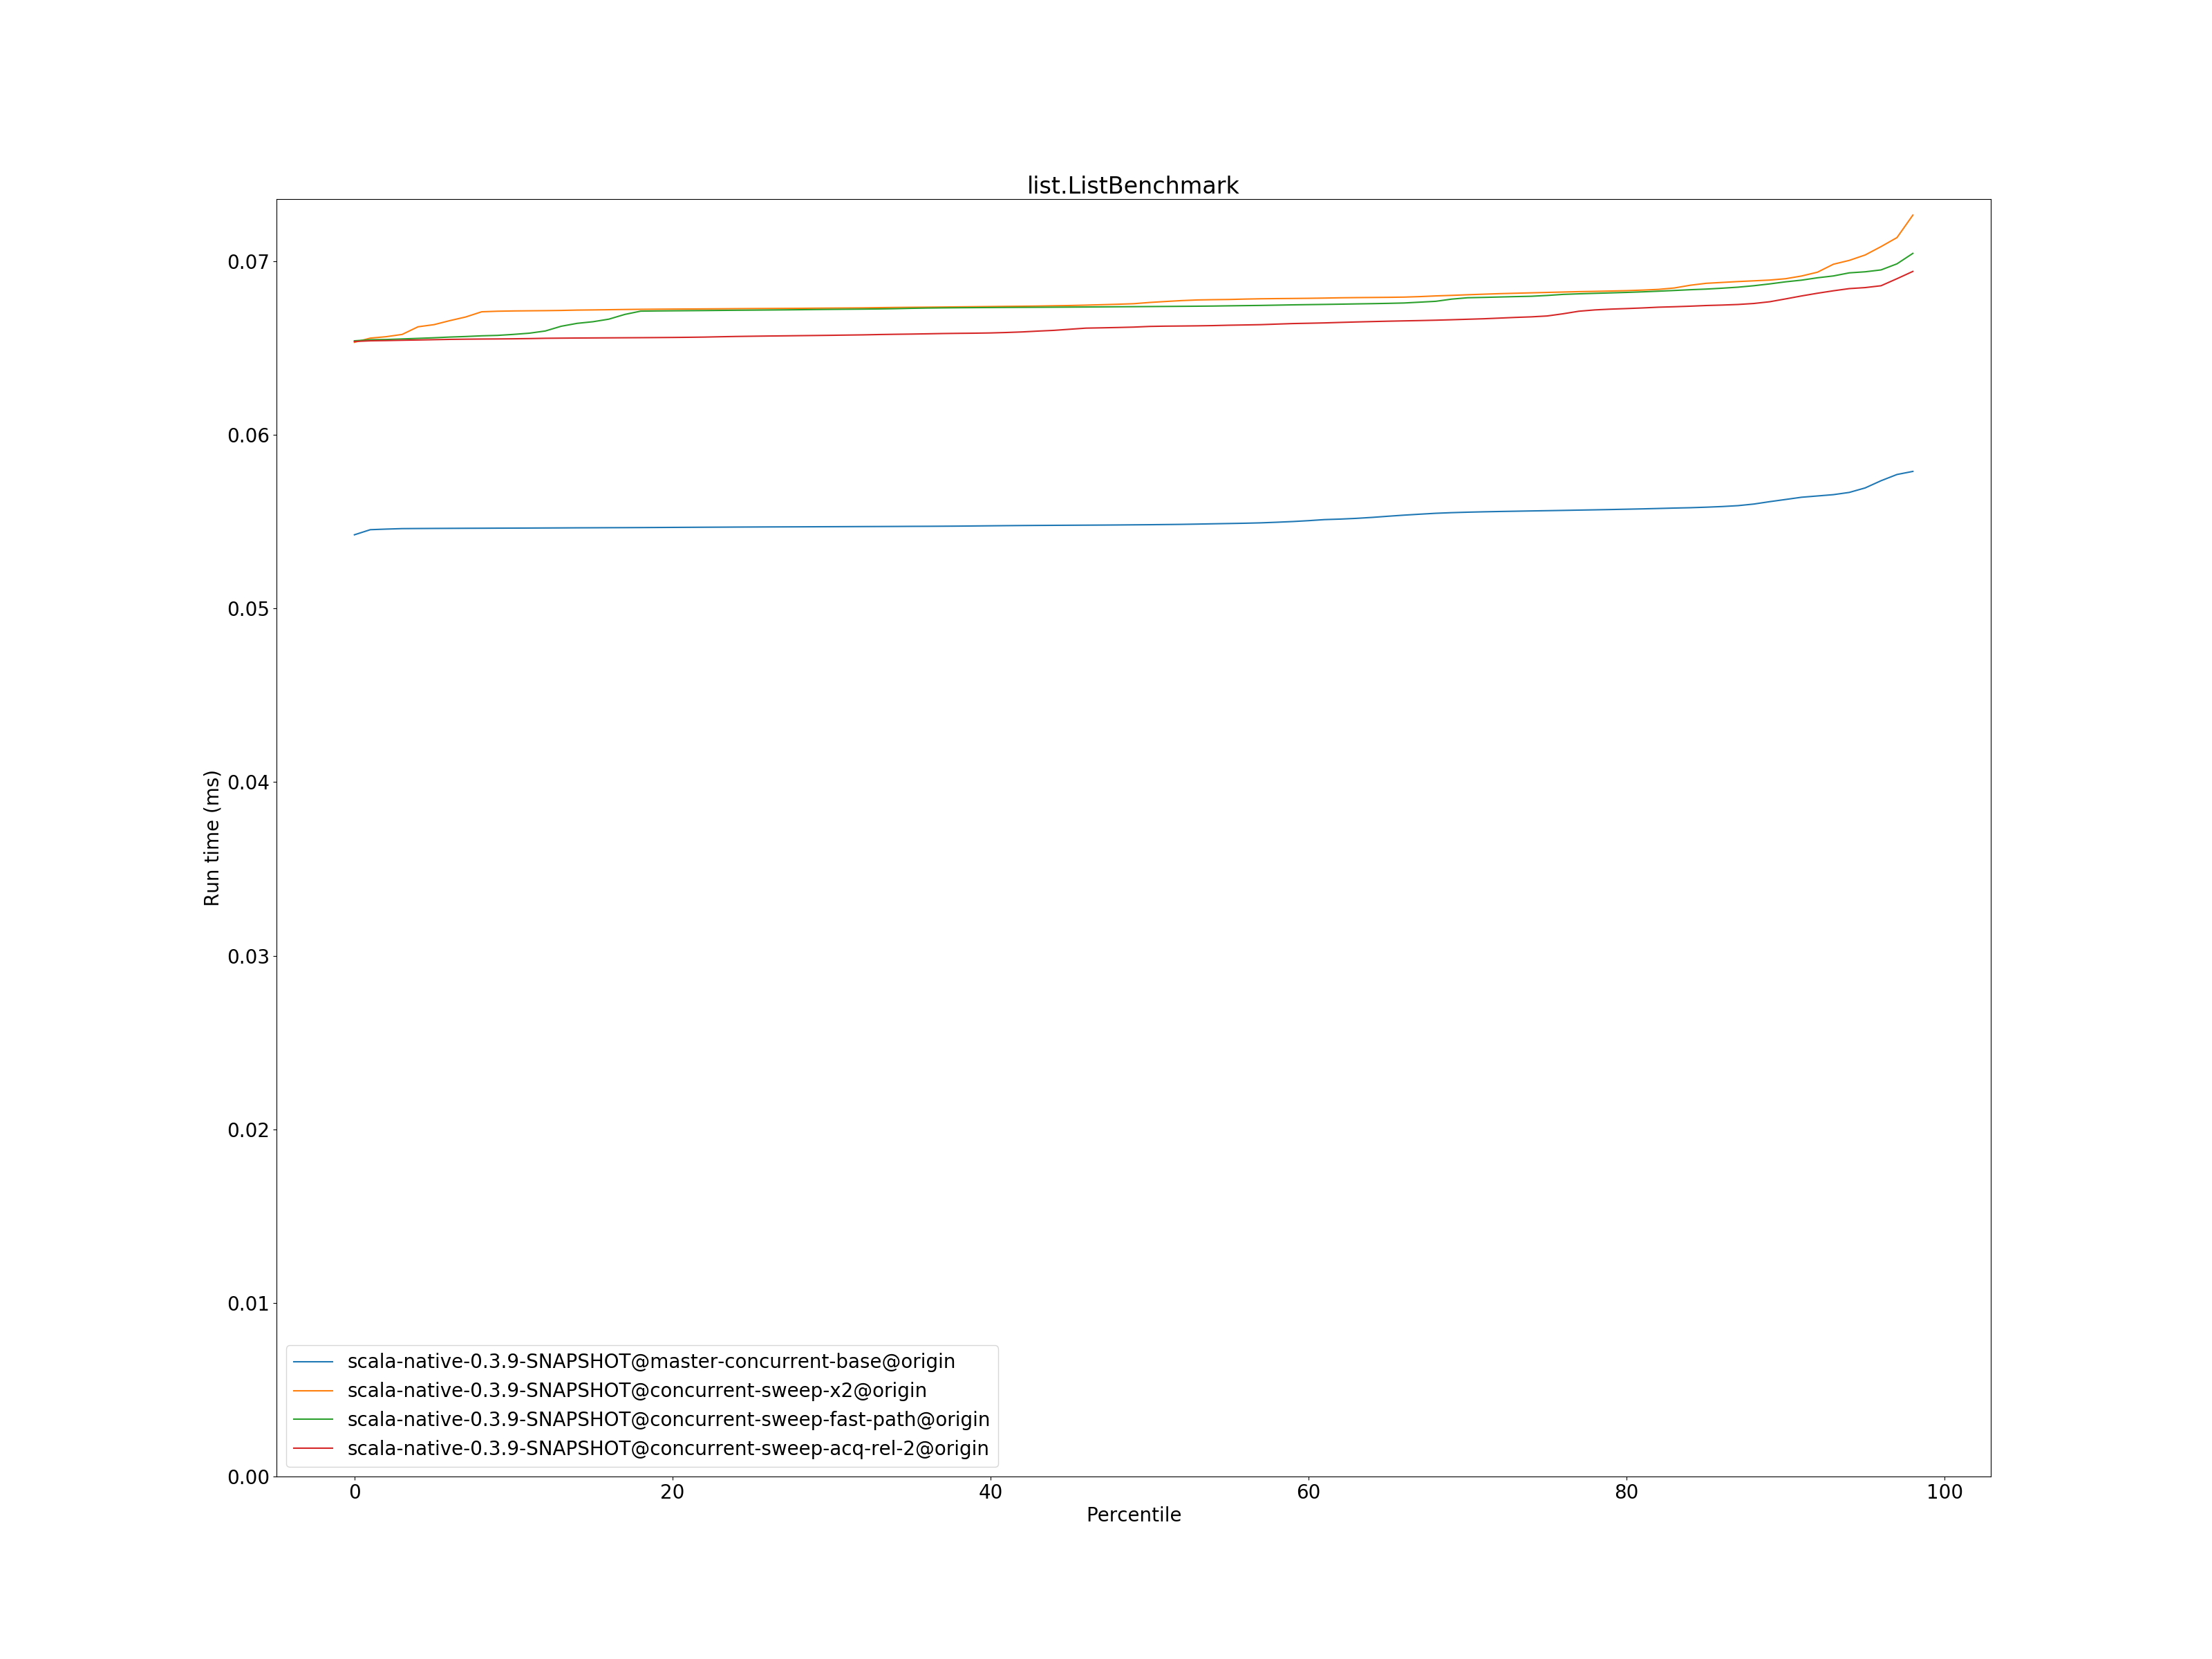 list.ListBenchmark
0.07
0.06
0.05
0.04
0.03
0.02
0.01
0.00
Run time (ms)
scala-native-0.3.9-SNAPSHOT@master-concurrent-base@origin
scala-native-0.3.9-SNAPSHOT@concurrent-sweep-x2@origin
scala-native-0.3.9-SNAPSHOT@concurrent-sweep-fast-path@origin
scala-native-0.3.9-SNAPSHOT@concurrent-sweep-acq-rel-2@origin
0 20 40 60 80 100
Percentile